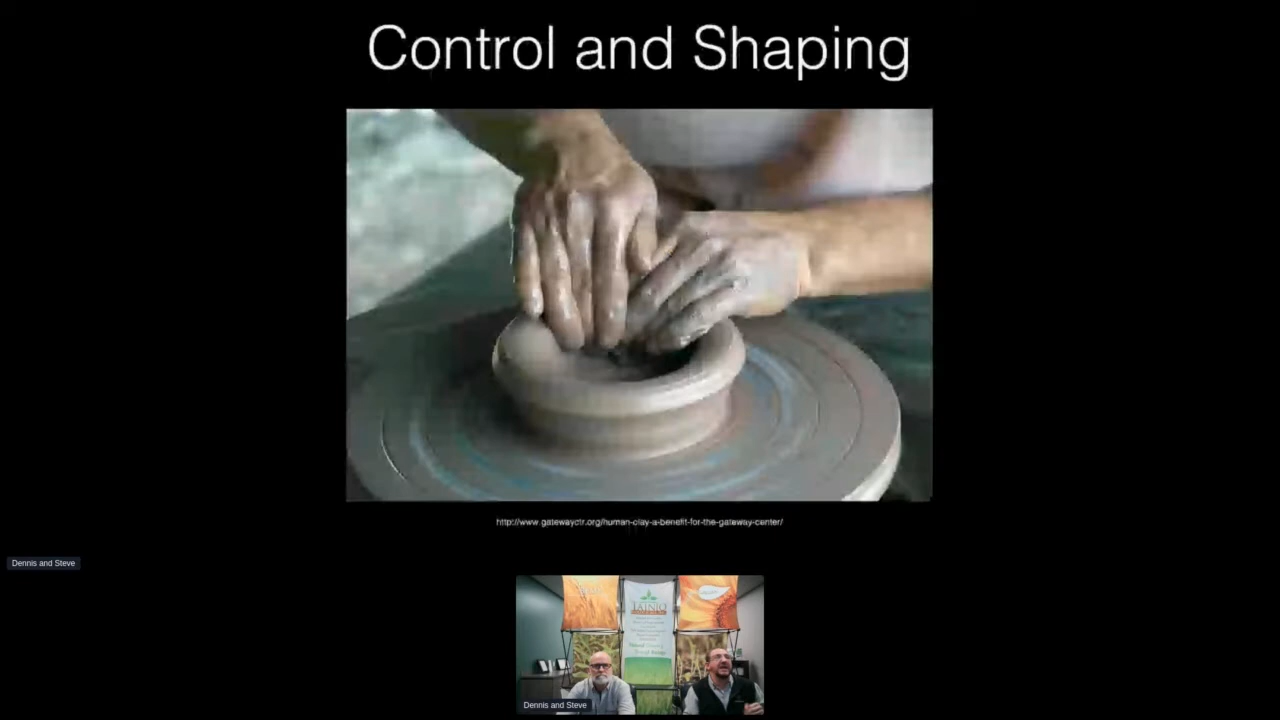 Control and Shaping
http://www.gatewayctr.org/human-clay-a-benefit-for-the-gateway-center/
Dennis and Steve
TAINIO
Dennis and Steve